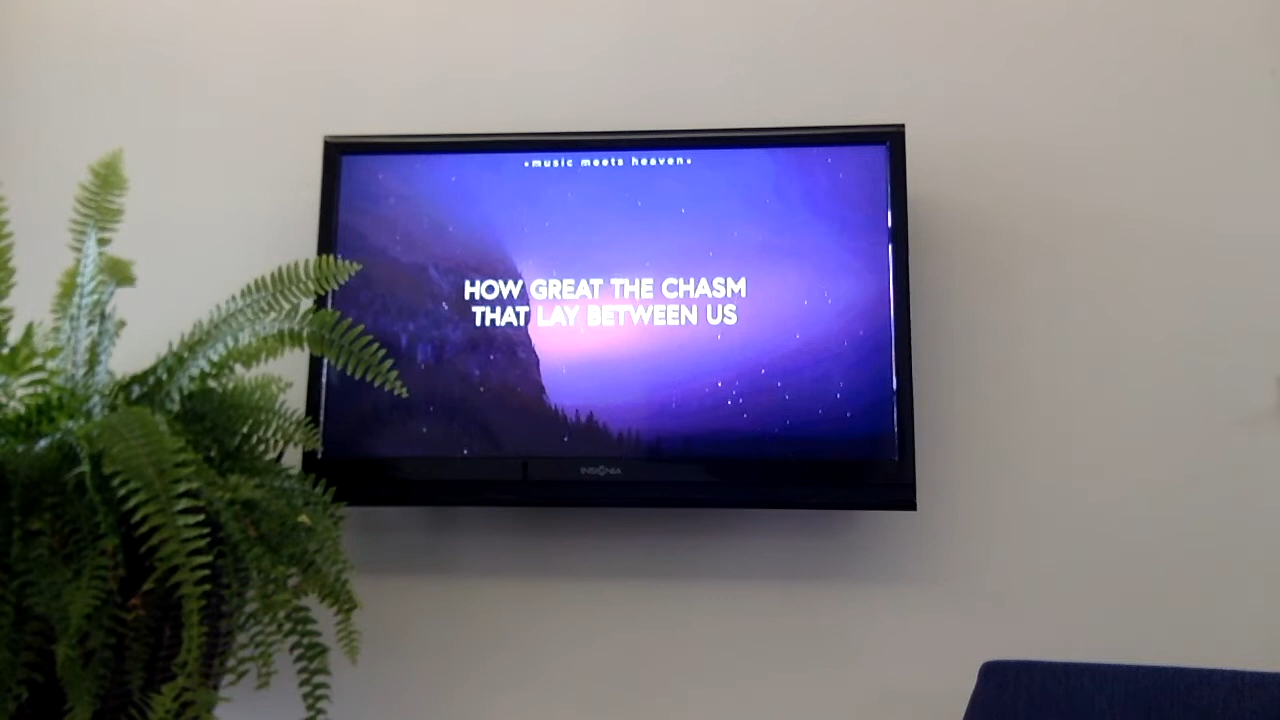 •music meets heaven•
HOW GREAT THE CHASM
THAT LAY BETWEEN US
INSIGNIA